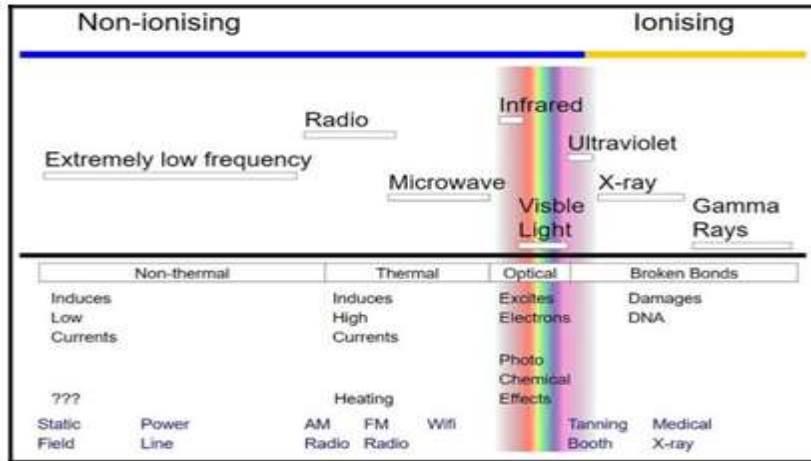 Non-ionising Ionising
Radio Infrared
Ultraviolet
Extremely low frequency
Microwave X-ray
Visble Gamma
Light Rays
Non-thermal Thermal Optical Broken Bonds
Induces Induces Excites Damages
Low High Electrons DNA
Currents Currents
Photo
Chemical
??? Heating Effects
Static Power AM FM Wifi Tanning Medical
Field Line Radio Radio Booth X-ray